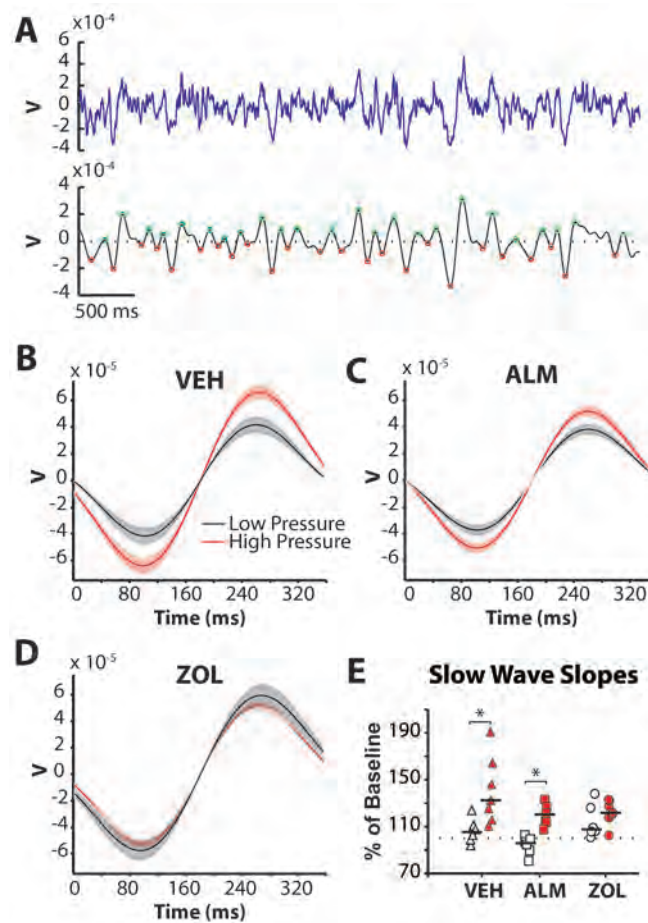 A
x10-4
6
4
2
0
-2
-4
V
x10-4
4
2
0
-2
-4
V
500 ms
B
x 10-5
VEH
6
4
2
0
-2
-4
-6
V
Low Pressure
High Pressure
0 80 160 240 320
Time (ms)
C
x 10-5
ALM
6
4
2
0
-2
-4
-6
V
0 80 160 240 320
Time (ms)
D
x 10-5
ZOL
6
4
2
0
-2
-4
-6
V
0 80 160 240 320
Time (ms)
E Slow Wave Slopes
190
150
110
70
% of Baseline
*
*
VEH ALM ZOL